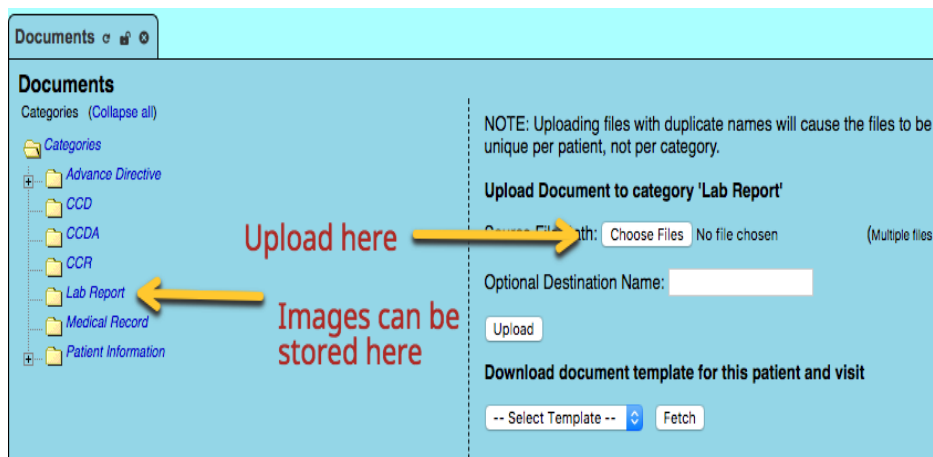 Documents
Documents
Categories (Collapse all)
Categories
Advance Directive
CCD
CCDA
CCR
Lab Report
Medical Record
Patient Information
Upload here
Images can be
stored here
NOTE: Uploading files with duplicate names will cause the files to be
unique per patient, not per category.
Upload Document to category 'Lab Report'
Choose Files No file chosen (Multiple files
Optional Destination Name:
Upload
Download document template for this patient and visit
-- Select Template -- Fetch